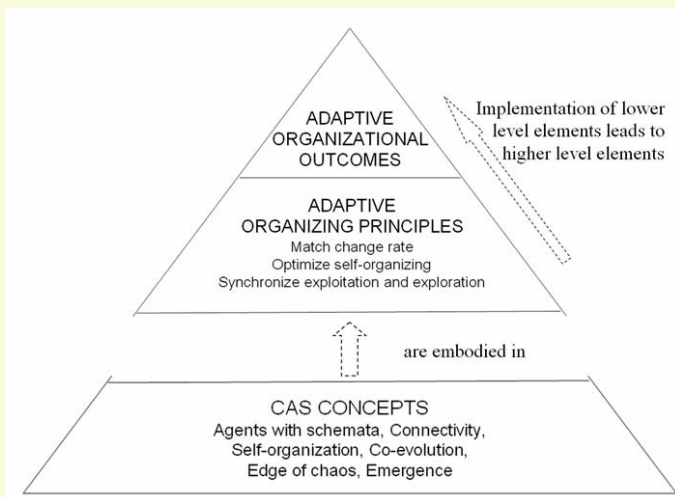 ADAPTIVE
ORGANIZATIONAL
OUTCOMES
Implementation of lower
level elements leads to
higher level elements
ADAPTIVE
ORGANIZING PRINCIPLES
Match change rate
Optimize self-organizing
Synchronize exploitation and exploration
are embodied in
CAS CONCEPTS
Agents with schemata, Connectivity,
Self-organization, Co-evolution,
Edge of chaos, Emergence